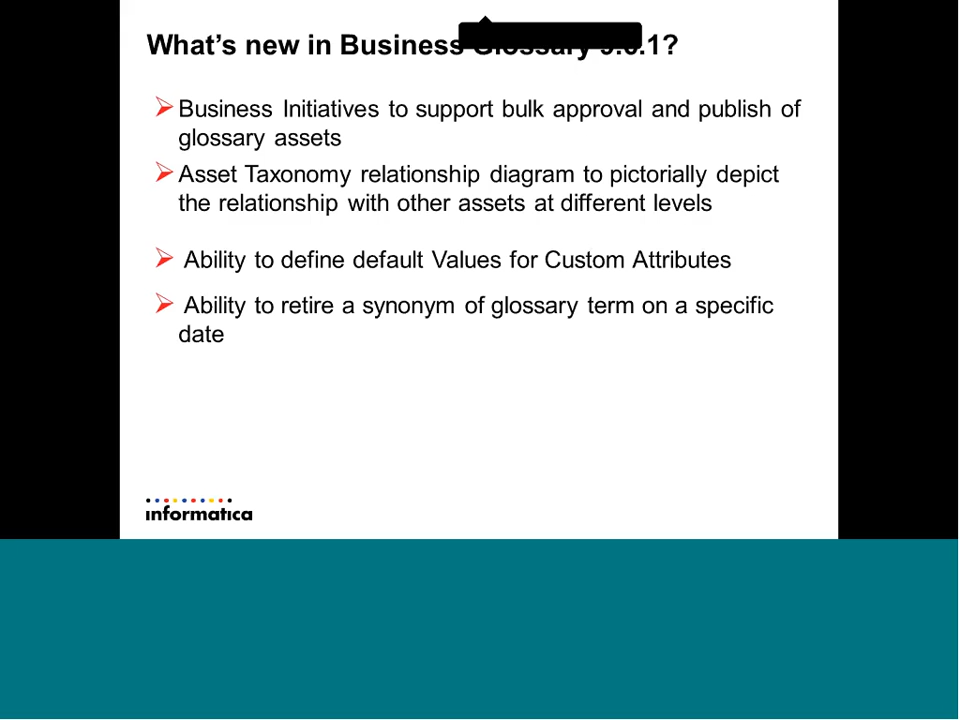 What's new in Business Glossary 9.6.1?
Business Initiatives to support bulk approval and publish of
glossary assets
Asset Taxonomy relationship diagram to pictorially depict
the relationship with other assets at different levels
Ability to define default Values for Custom Attributes
Ability to retire a synonym of glossary term on a specific
date
informatica